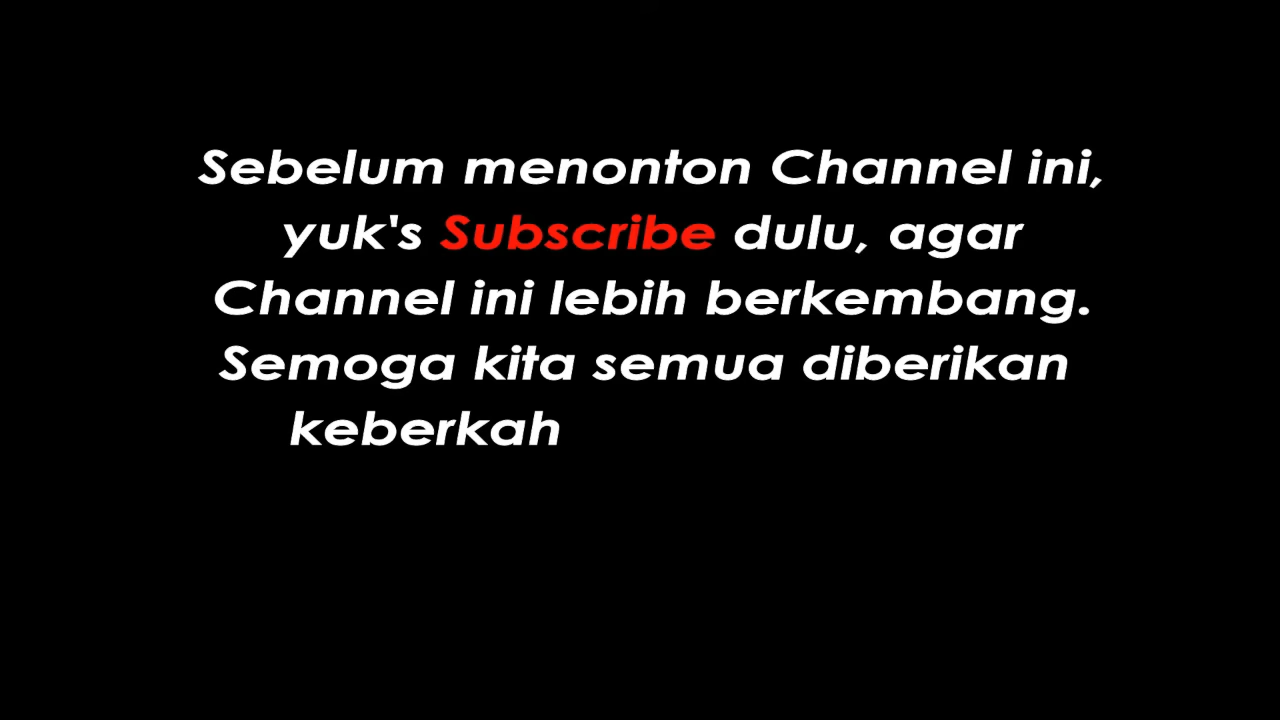 Sebelum menonton Channel ini,
yuk's Subscribe dulu, agar
Channel ini lebih berkembang.
Semoga kita semua diberikan
keberkah